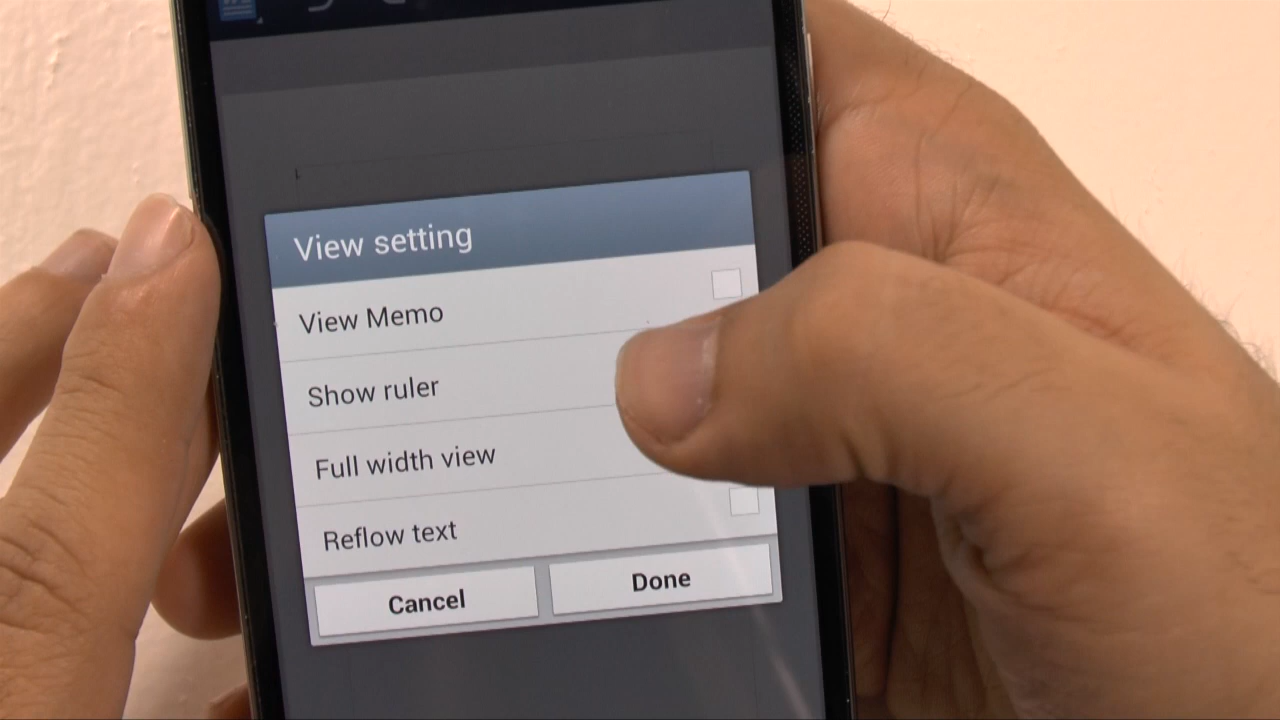 View setting
View Memo
Show ruler
Full width view
Reflow text
Cancel
Done